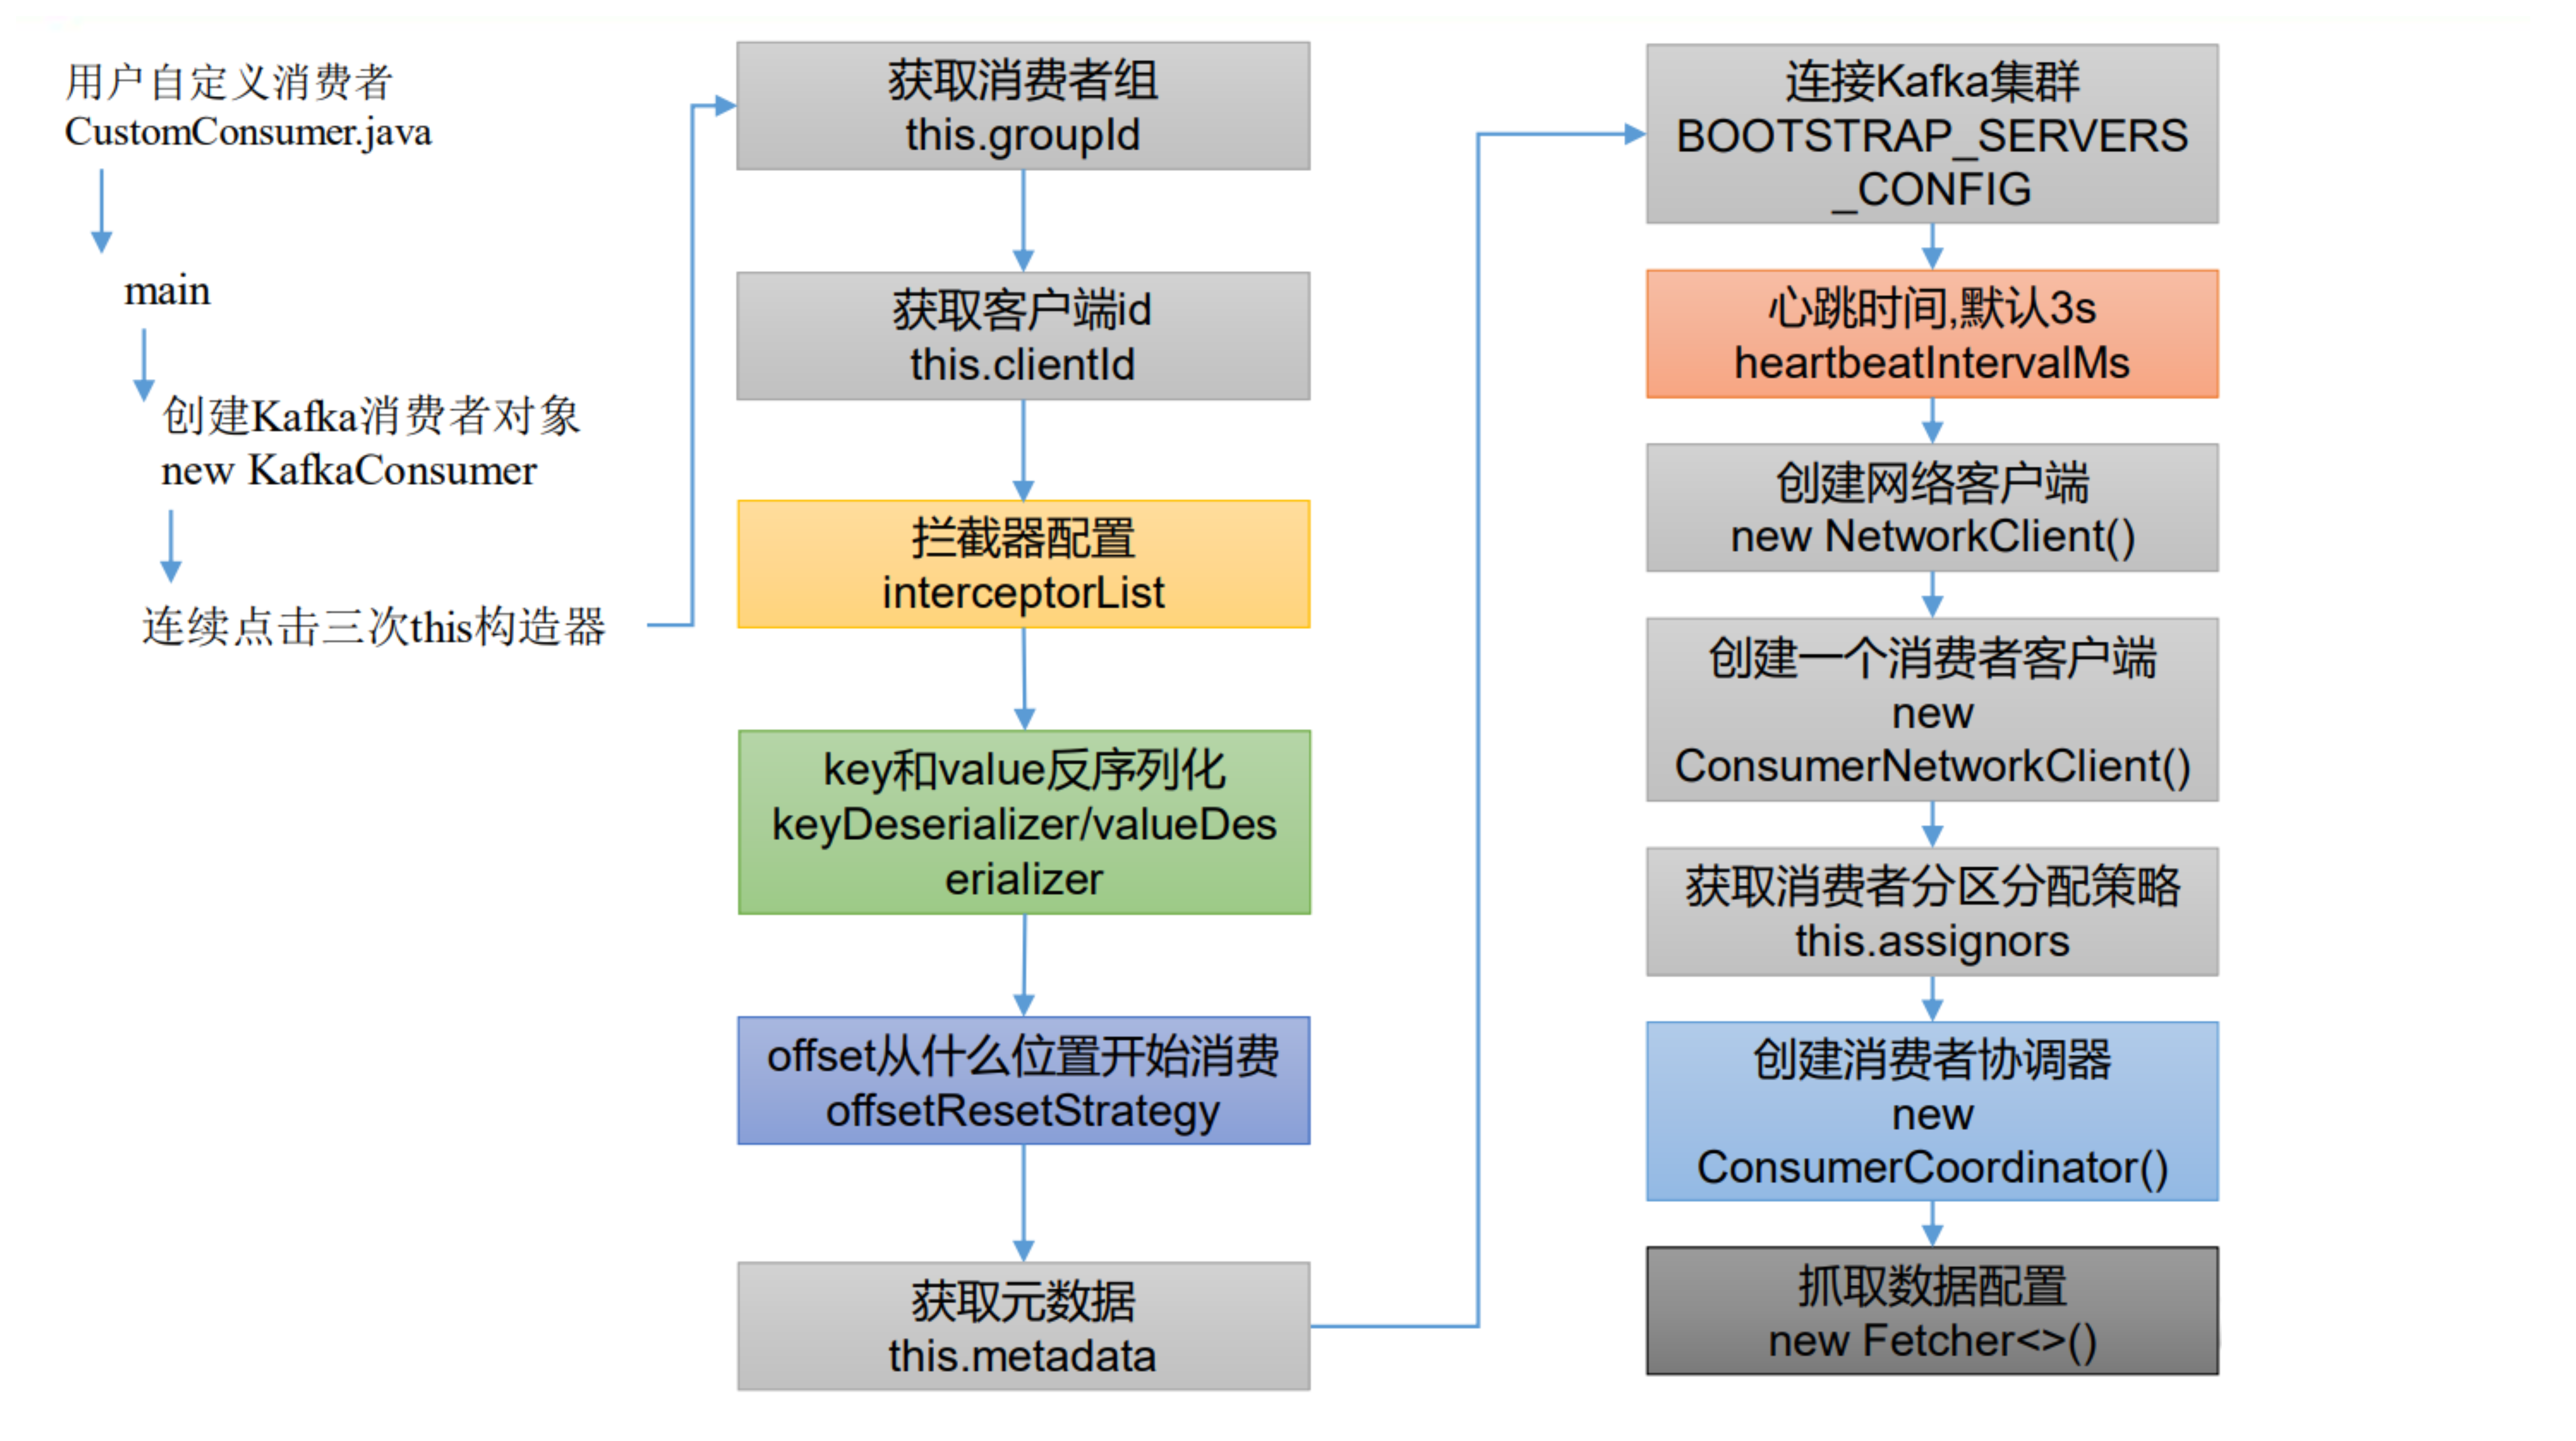 用户自定义消费者
CustomConsumer.java
main
创建Kafka消费者对象
new KafkaConsumer
连续点击三次this构造器
获取消费者组
this.groupId
获取客户端id
this.clientId
拦截器配置
interceptorList
key和value反序列化
keyDeserializer/valueDes
erializer
offset从什么位置开始消费
offsetResetStrategy
获取元数据
this.metadata
连接Kafka集群
BOOTSTRAP_SERVERS
_CONFIG
心跳时间,默认3s
heartbeatIntervalMs
创建网络客户端
new NetworkClient()
创建一个消费者客户端
new
ConsumerNetworkClient()
获取消费者分区分配策略
this.assignors
创建消费者协调器
new
ConsumerCoordinator()
抓取数据配置
new Fetcher<>()